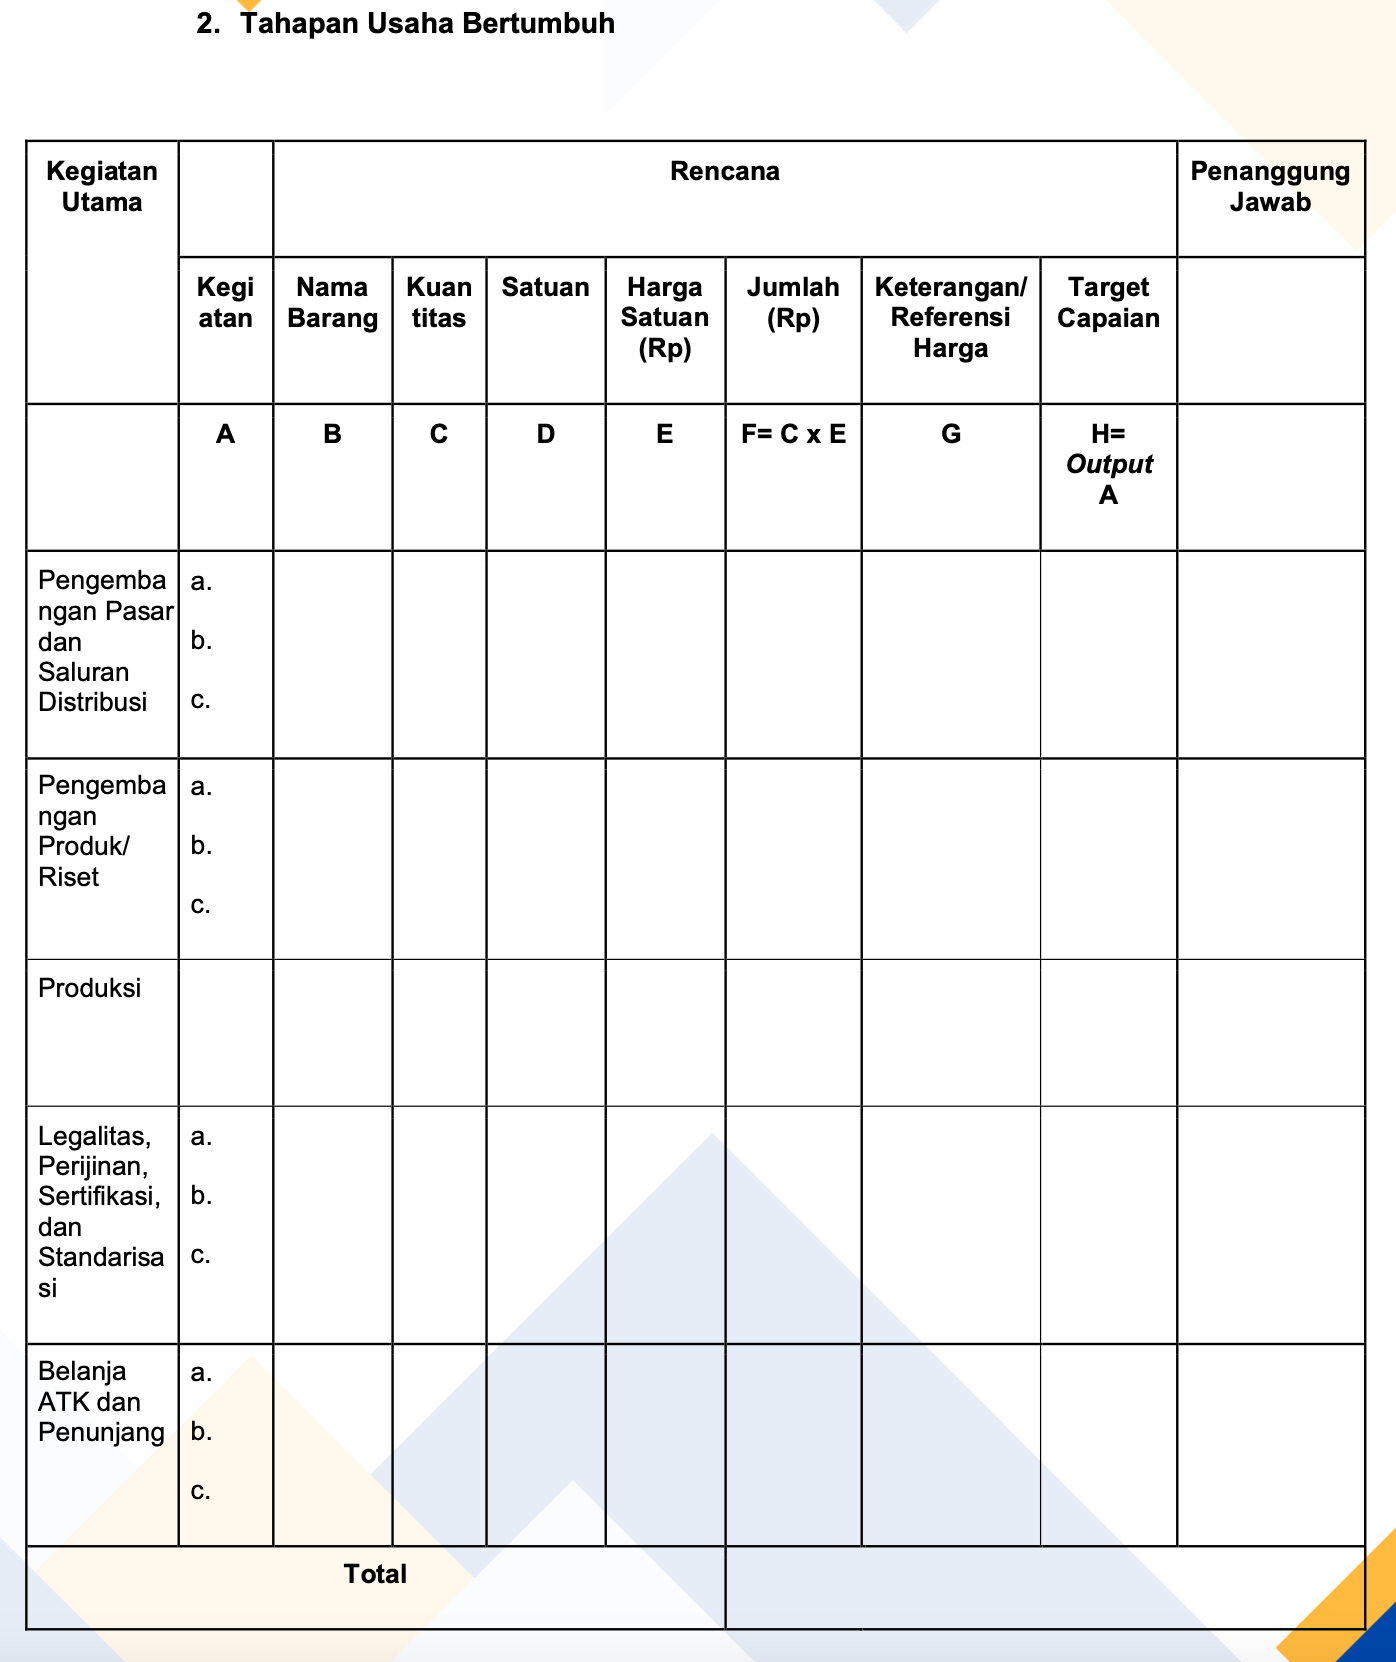 2. Tahapan Usaha Bertumbuh
Kegiatan
Utama
Rencana
Penanggung
Jawab
Kegi
atan
Nama
Barang
Kuan
titas
Satuan
Harga
Satuan
(Rp)
Jumlah
(Rp)
Keterangan/
Referensi
Harga
Target
Capaian
A
B
C
D
E
F= C x E
G
H=
Output
A
Pengemba
ngan Pasar
dan
Saluran
Distribusi
a.
b.
c.
Pengemba
ngan
Produk/
Riset
a.
b.
c.
Produksi
Legalitas,
Perijinan,
Sertifikasi,
dan
Standarisa
si
a.
b.
c.
Belanja
ATK dan
Penunjang
a.
b.
c.
Total